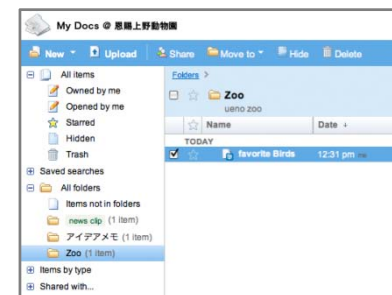 My Docs @ 恩賜上野動物園
New Upload Share Move to Hide Delete
All items
Owned by me
Opened by me
Starred
Hidden
Trash
Saved searches
All folders
Items not in folders
news clip (1 item)
アイデアメモ (1 item)
Zoo (1 item)
Items by type
Shared with...
Folders >
Zoo
ueno zoo
Name Date
TODAY
favorite Birds 12:31 pm